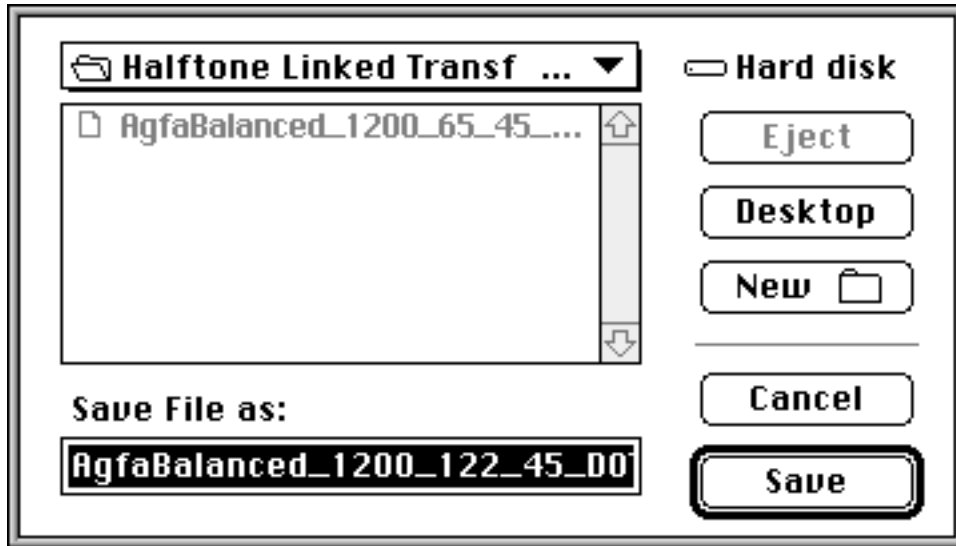 Halftone Linked Transf ...
Hard disk
AgfaBalanced_1200_65_45_...
Eject
Desktop
New
Save File as:
Cancel
AgfaBalanced_1200_122_45_DOT
Save